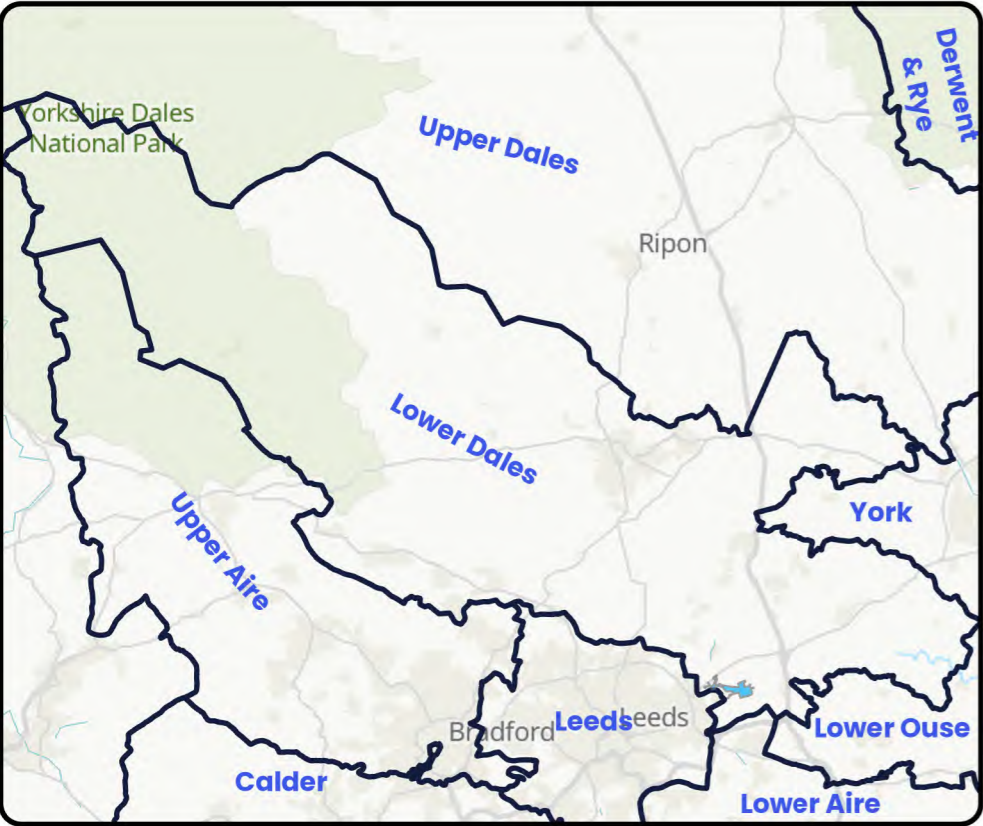 Derwent
& Rye
Yorkshire Dales
National Park
Upper Dales
Ripon
Lower Dales
Upper Aire
York
Bradford
Leeds
Leeds
Lower Ouse
Calder
Lower Aire